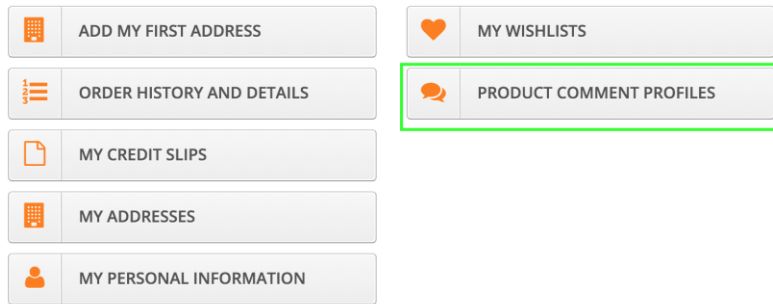 ADD MY FIRST ADDRESS
ORDER HISTORY AND DETAILS
MY CREDIT SLIPS
MY ADDRESSES
MY PERSONAL INFORMATION
MY WISHLISTS
PRODUCT COMMENT PROFILES